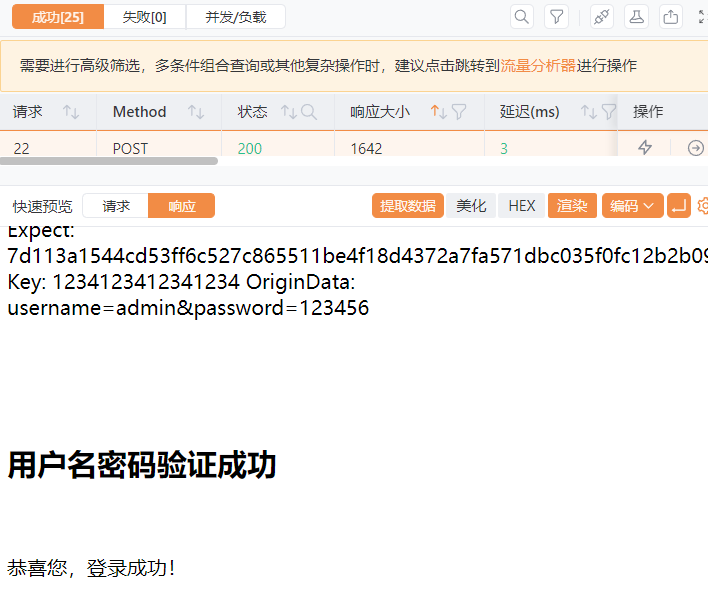 成功[25] 失败[0] 并发/负载
需要进行高级筛选，多条件组合查询或其他复杂操作时，建议点击跳转到流量分析器进行操作
请求 Method 状态 响应大小 延迟(ms) 操作
22 POST 200 1642 3
快速预览 请求 响应 提取数据 美化 HEX 渲染 编码
Expect:
7d113a1544cd53ff6c527c865511be4f18d4372a7fa571dbc035f0fc12b2b09
Key: 1234123412341234 OriginData:
username=admin&password=123456
用户名密码验证成功
恭喜您，登录成功！